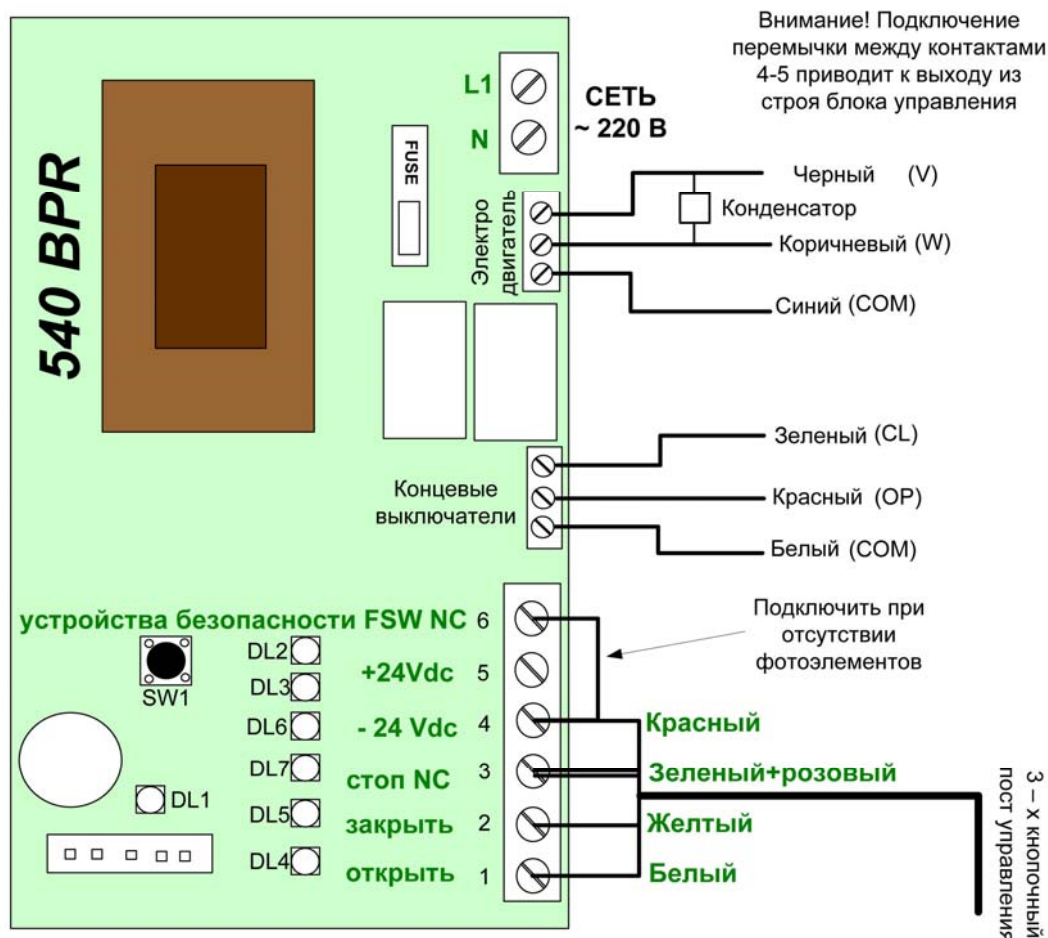 Внимание! Подключение
перемычки между контактами
4-5 приводит к выходу из
строя блока управления
540 BPR
L1
N
СЕТЬ
~ 220 В
FUSE
Электро
двигатель
Черный (V)
Конденсатор
Коричневый (W)
Синий (COM)
Концевые
выключатели
Зеленый (CL)
Красный (OP)
Белый (COM)
устройства безопасности FSW NC 6
Подключить при
отсутствии
фотоэлементов
SW1
DL2
DL3
+24Vdc 5
DL6
- 24 Vdc 4
Красный
DL7
стоп NC 3
Зеленый+розовый
DL1
DL5
закрыть 2
Желтый
DL4
открыть 1
Белый
3 – х кнопочный
пост управления